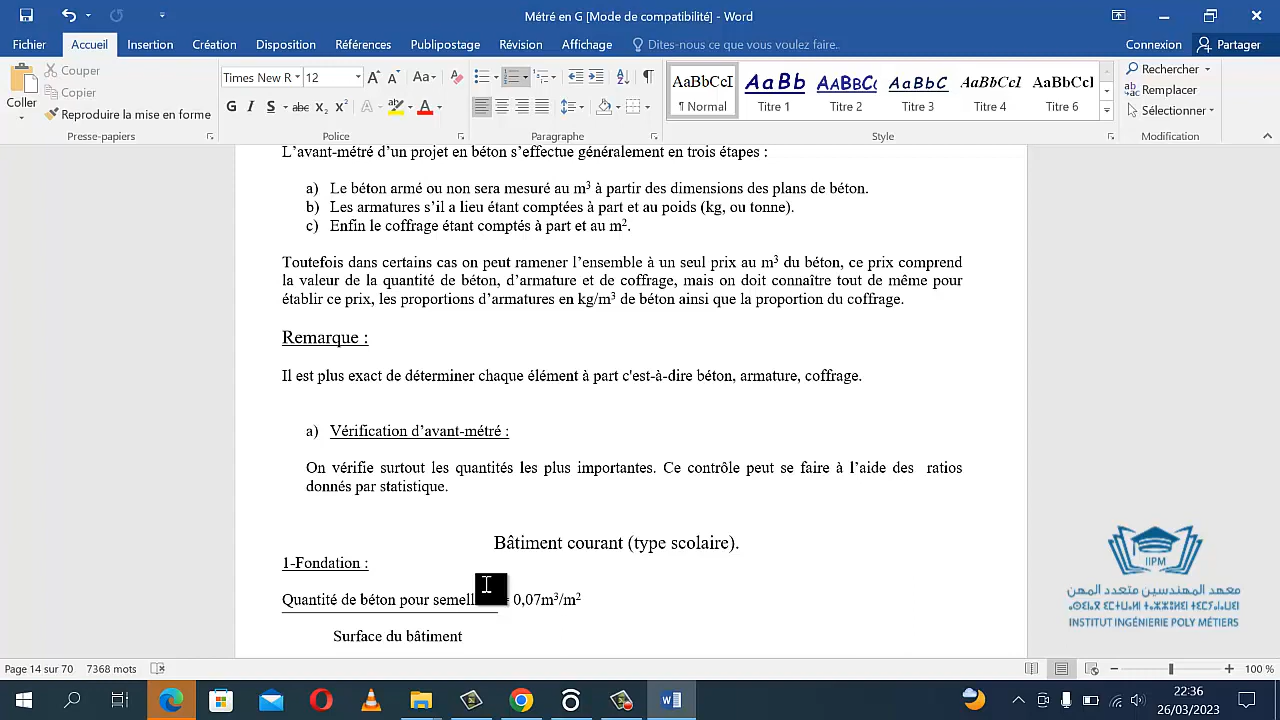 Métré en G [Mode de compatibilité] - Word
Fichier Accueil Insertion Création Disposition Références Publipostage Révision Affichage Dites-nous ce que vous voulez faire.. Connexion Partager
Coller
Couper
Copier
Reproduire la mise en forme
Presse-papiers
Times New R 12
Police
Paragraphe
AaBbCcI AaBb AABBC AaBbCc AaBbCcI AaBbCcI
¶ Normal Titre 1 Titre 2 Titre 3 Titre 4 Titre 6
Style
Rechercher
Remplacer
Sélectionner
Modification
L’avant-métré d’un projet en béton s’effectue généralement en trois étapes :
a) Le béton armé ou non sera mesuré au m³ à partir des dimensions des plans de béton.
b) Les armatures s’il a lieu étant comptées à part et au poids (kg, ou tonne).
c) Enfin le coffrage étant comptés à part et au m².
Toutefois dans certains cas on peut ramener l’ensemble à un seul prix au m³ du béton, ce prix comprend
la valeur de la quantité de béton, d’armature et de coffrage, mais on doit connaître tout de même pour
établir ce prix, les proportions d’armatures en kg/m³ de béton ainsi que la proportion du coffrage.
Remarque :
Il est plus exact de déterminer chaque élément à part c'est-à-dire béton, armature, coffrage.
a) Vérification d’avant-métré :
On vérifie surtout les quantités les plus importantes. Ce contrôle peut se faire à l’aide des ratios
donnés par statistique.
Bâtiment courant (type scolaire).
1-Fondation :
Quantité de béton pour semell = 0,07m³/m²
Surface du bâtiment
IIPM
معهد المهندسين متعدد المهن
INSTITUT INGÉNIERIE POLY MÉTIERS
Page 14 sur 70 7368 mots 100 %
22:36
26/03/2023